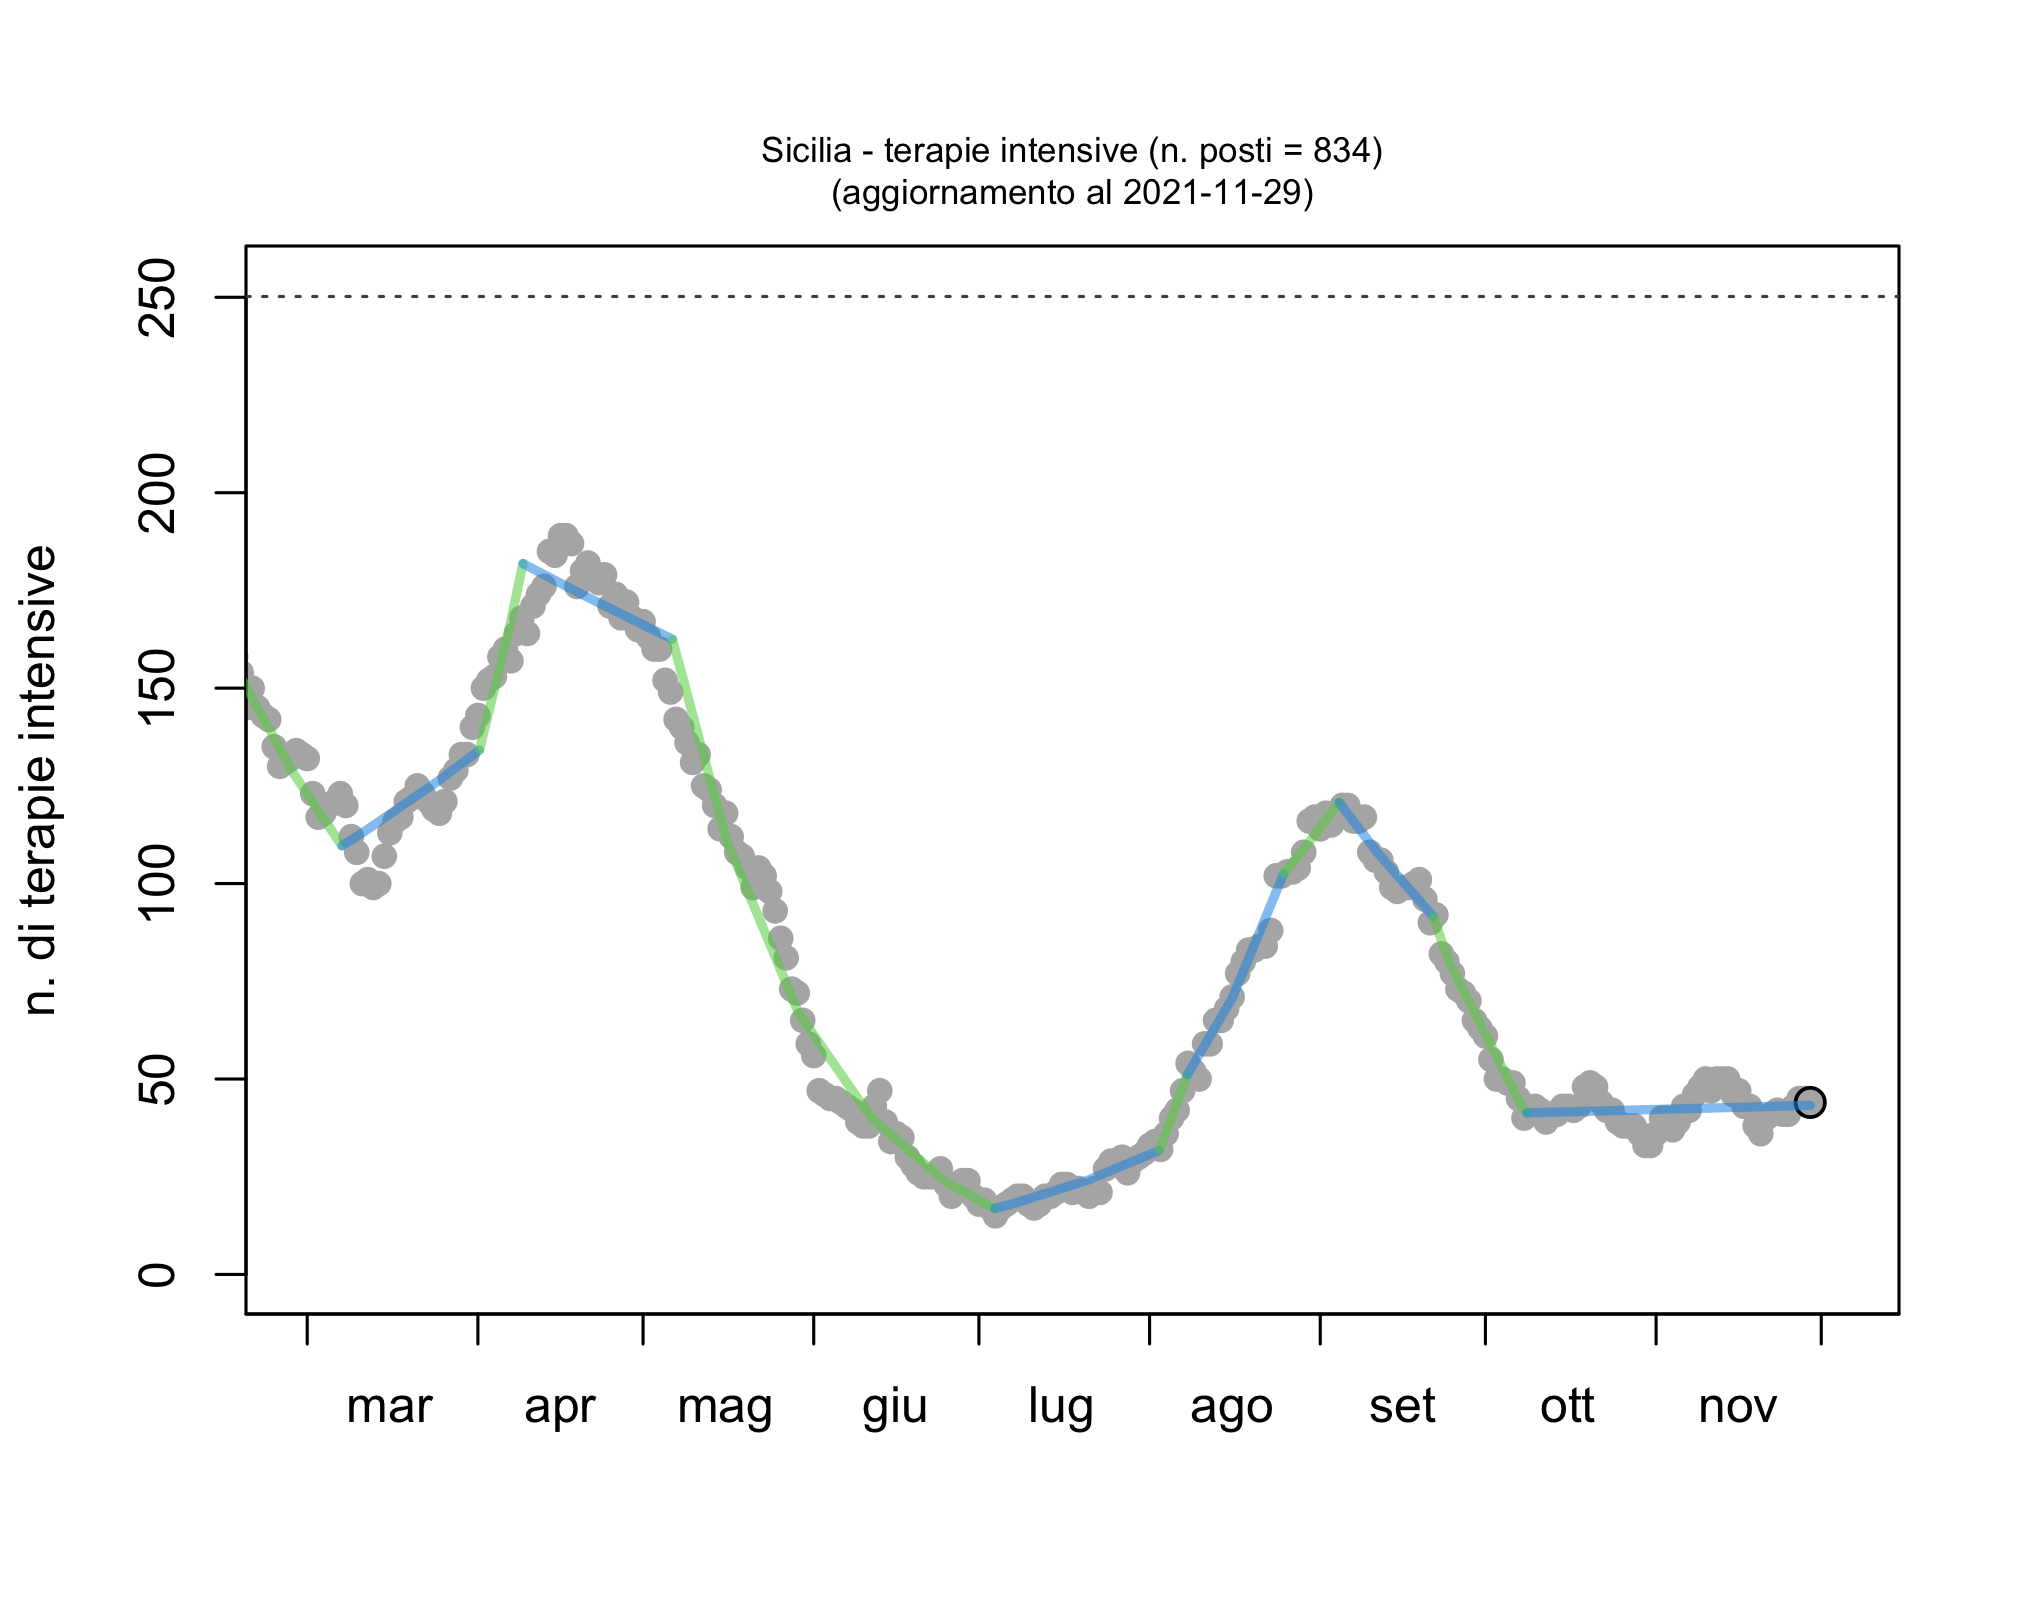 Sicilia - terapie intensive (n. posti = 834)
(aggiornamento al 2021-11-29)
n. di terapie intensive
250
200
150
100
50
0
mar apr mag giu lug ago set ott nov